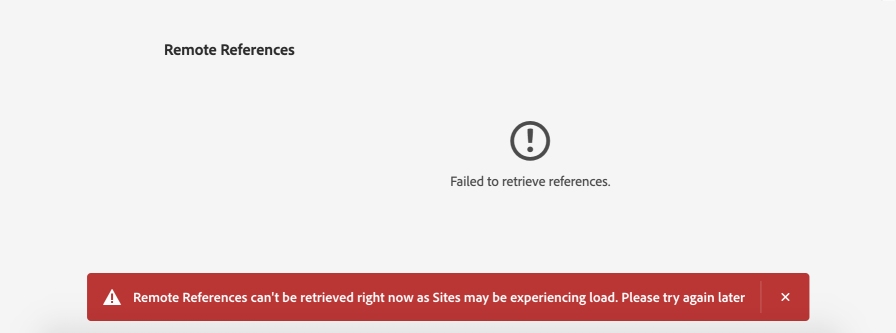 Remote References
Failed to retrieve references.
Remote References can't be retrieved right now as Sites may be experiencing load. Please try again later